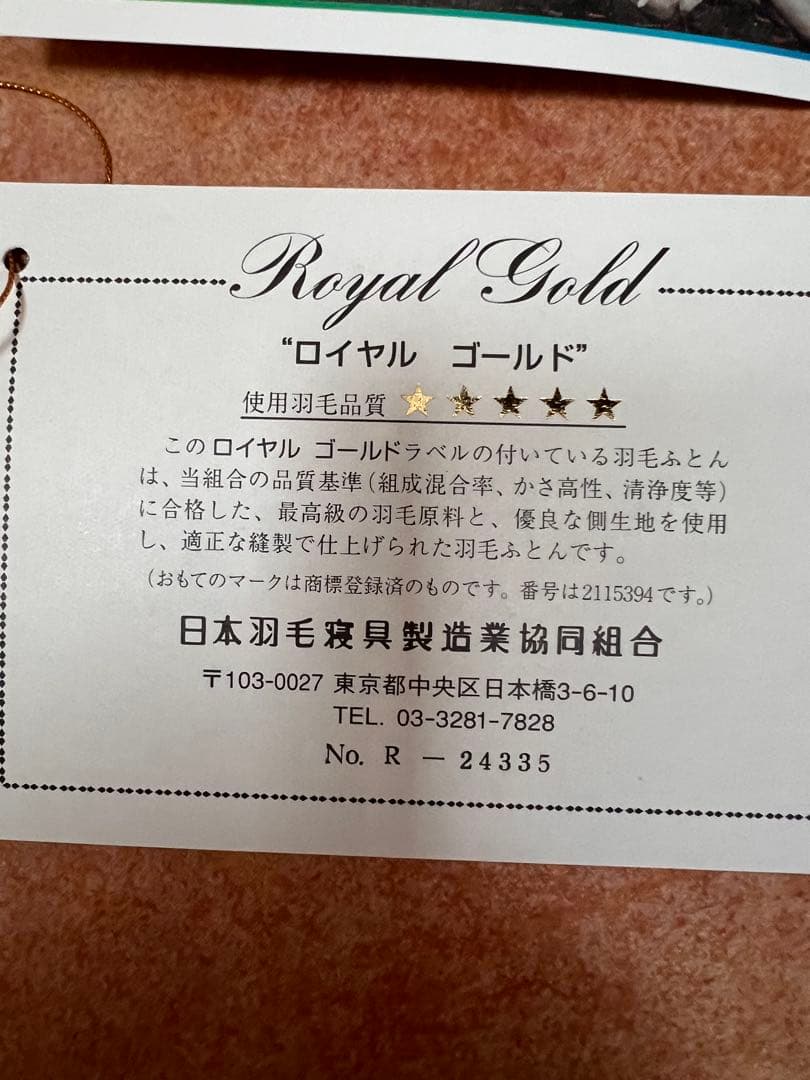 Royal Gold
“ロイヤル ゴールド”
使用羽毛品質 ★★★★★
このロイヤル ゴールドラベルの付いている羽毛ふとん
は、当組合の品質基準(組成混合率、かさ高性、清浄度等)
に合格した、最高級の羽毛原料と、優良な側生地を使用
し、適正な縫製で仕上げられた羽毛ふとんです。
(おもてのマークは商標登録済のものです。番号は2115394です。)
日本羽毛寝具製造業協同組合
〒103-0027 東京都中央区日本橋3-6-10
TEL. 03-3281-7828
No. R — 24335